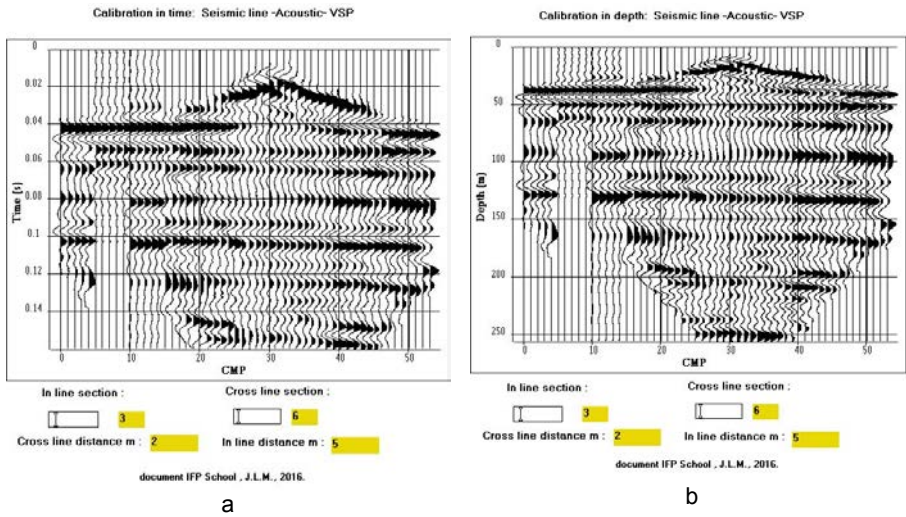 Calibration in time: Seismic line -Acoustic- VSP
0
0.02
0.04
0.06
0.08
0.1
0.12
0.14
Time [s]
0 10 20 30 40 50
CMP
In line section :
3
Cross line section :
6
Cross line distance m :
2
In line distance m :
5
document IFP School , J.L.M., 2016.
a
Calibration in depth: Seismic line -Acoustic- VSP
0
50
100
150
200
250
Depth [m]
0 10 20 30 40 50
CMP
In line section :
3
Cross line section :
6
Cross line distance m :
2
In line distance m :
5
document IFP School , J.L.M., 2016.
b